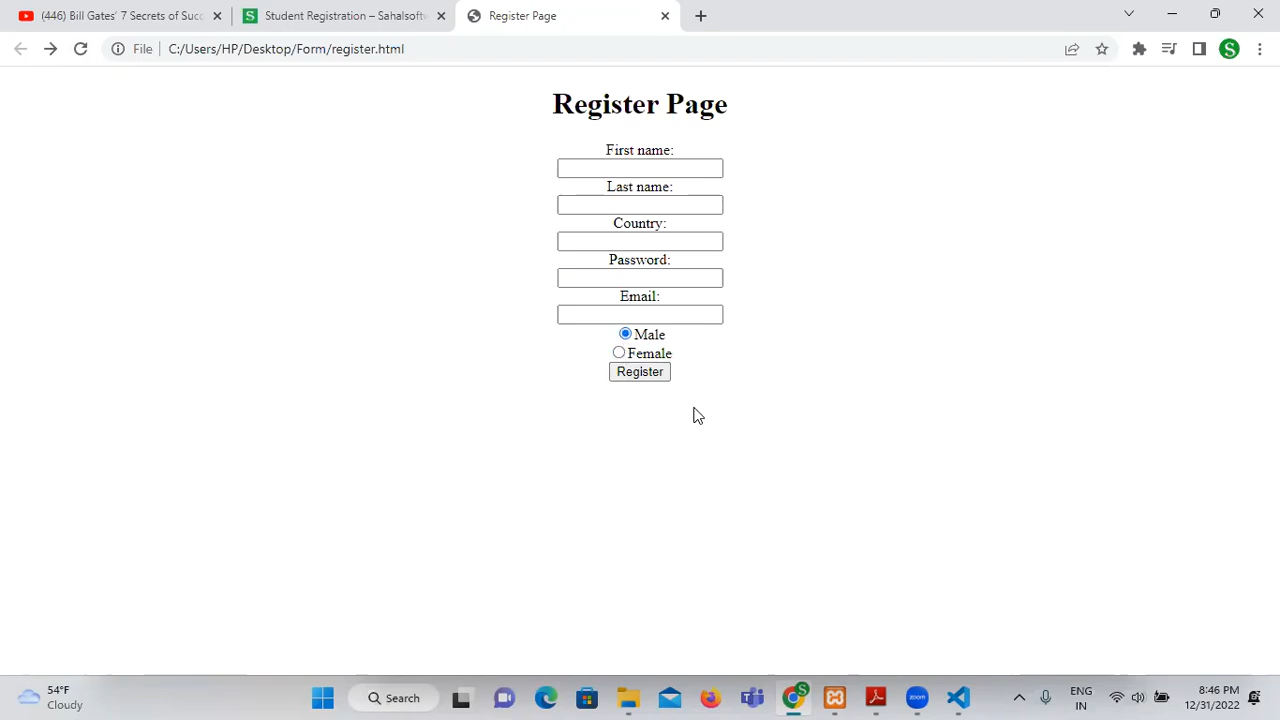 (446) Bill Gates' 7 Secrets of Succ
Student Registration – Sahalsoftw
Register Page
File
C:/Users/HP/Desktop/Form/register.html
S
Register Page
First name:
Last name:
Country:
Password:
Email:
Male
Female
Register
54°F
Cloudy
Search
zoom
ENG
IN
8:46 PM
12/31/2022